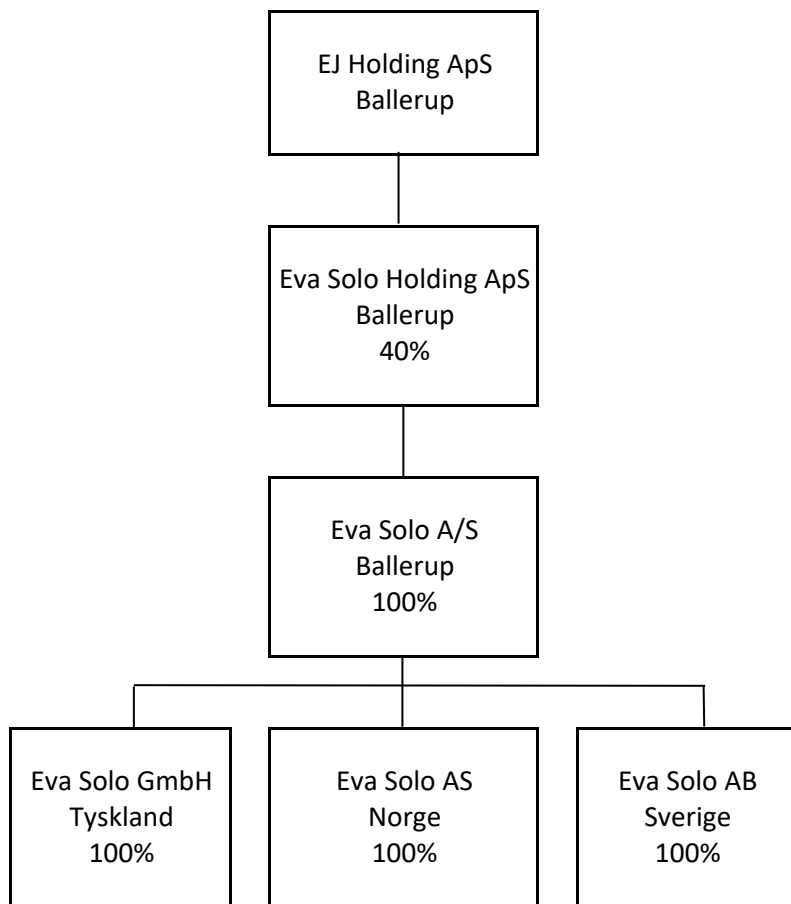 EJ Holding ApS
Ballerup
Eva Solo Holding ApS
Ballerup
40%
Eva Solo A/S
Ballerup
100%
Eva Solo GmbH
Tyskland
100%
Eva Solo AS
Norge
100%
Eva Solo AB
Sverige
100%